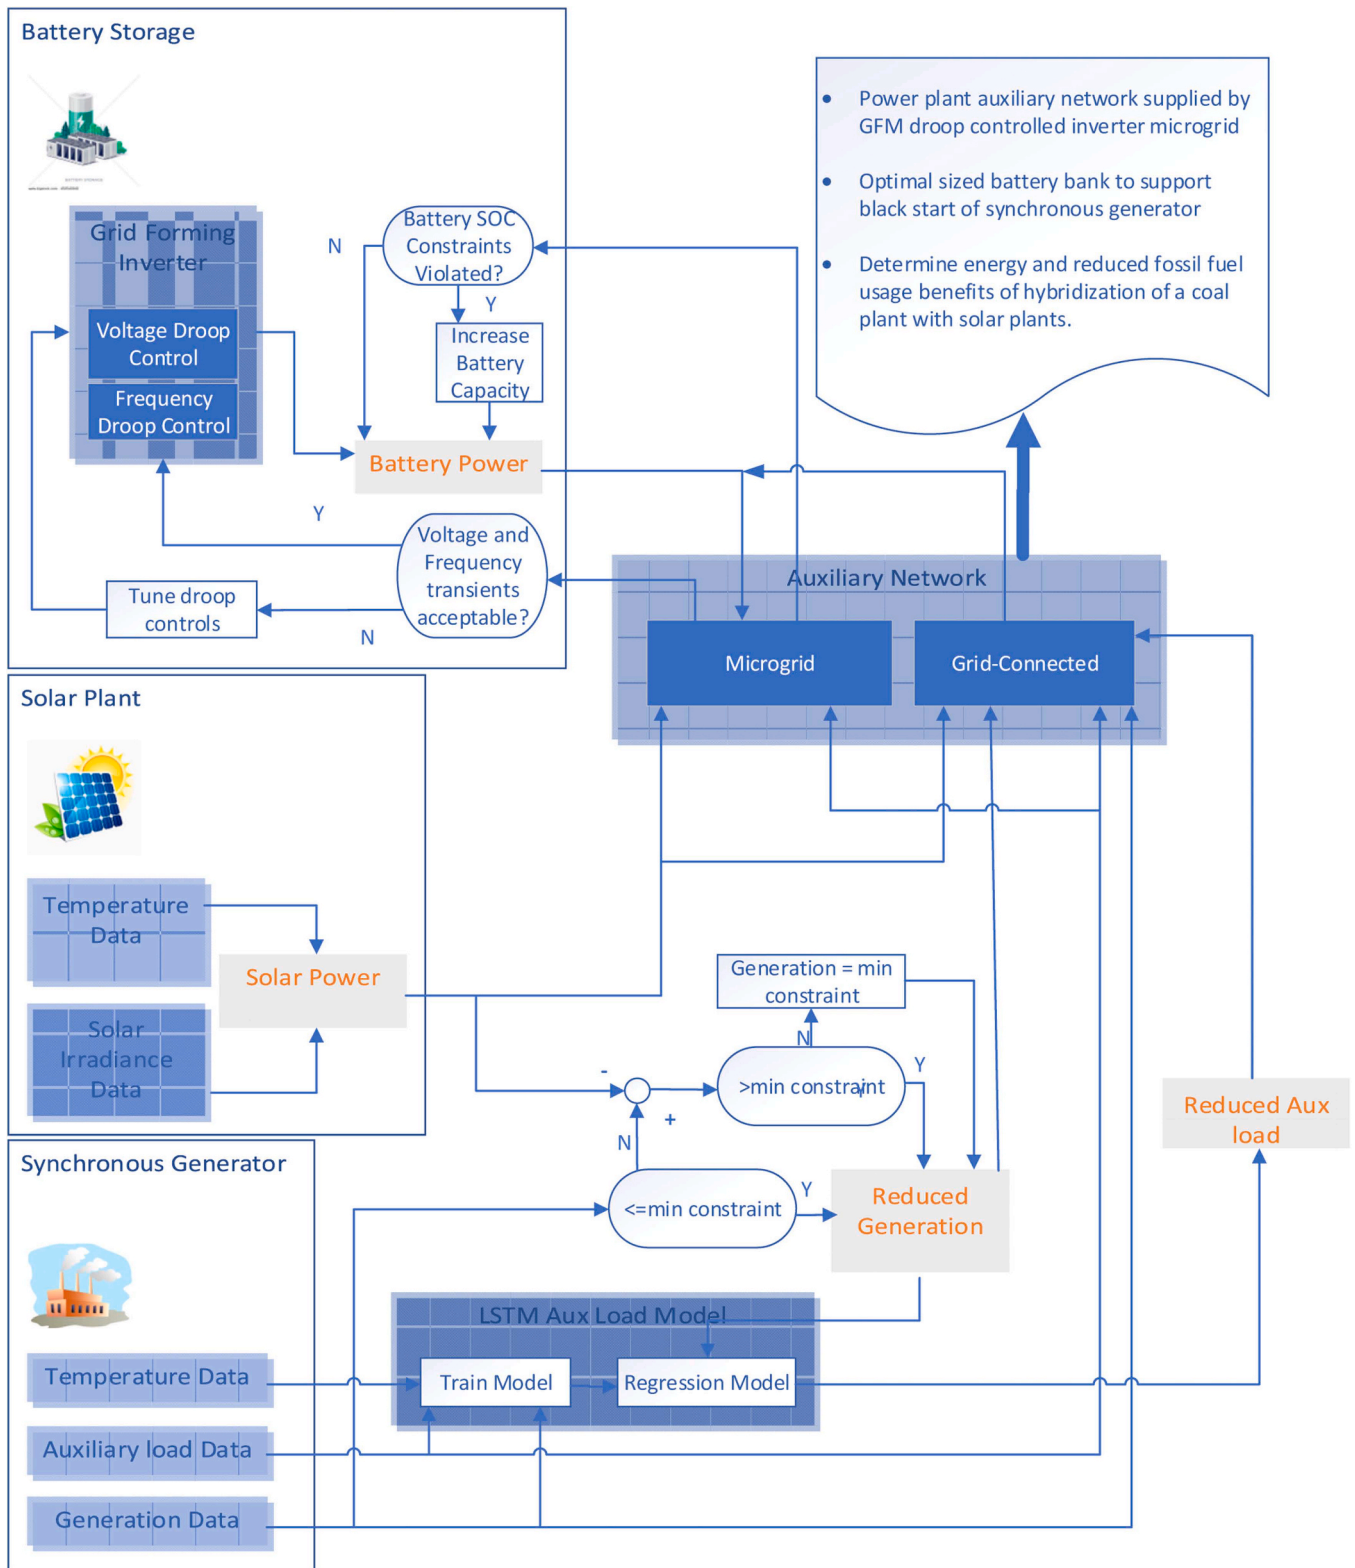 Battery Storage
BATTERY STORAGE
Grid Forming
Inverter
Voltage Droop
Control
Frequency
Droop Control
N
Battery SOC
Constraints
Violated?
Y
Increase
Battery
Capacity
Battery Power
Y
Voltage and
Frequency
transients
acceptable?
N
Tune droop
controls
• Power plant auxiliary network supplied by
GFM droop controlled inverter microgrid
• Optimal sized battery bank to support
black start of synchronous generator
• Determine energy and reduced fossil fuel
usage benefits of hybridization of a coal
plant with solar plants.
Auxiliary Network
Microgrid
Grid-Connected
Solar Plant
Temperature
Data
Solar Power
Solar
Irradiance
Data
Generation = min
constraint
N
-
>min constraint
Y
Y
+
N
<=min constraint
Y
Reduced
Generation
Reduced Aux
load
Synchronous Generator
LSTM Aux Load Model
Train Model
Regression Model
Temperature Data
Auxiliary load Data
Generation Data